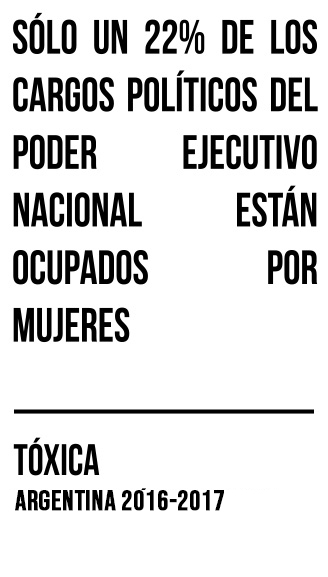 SÓLO UN 22% DE LOS
CARGOS POLÍTICOS DEL
PODER EJECUTIVO
NACIONAL ESTÁN
OCUPADOS POR
MUJERES
TÓXICA
ARGENTINA 2016-2017